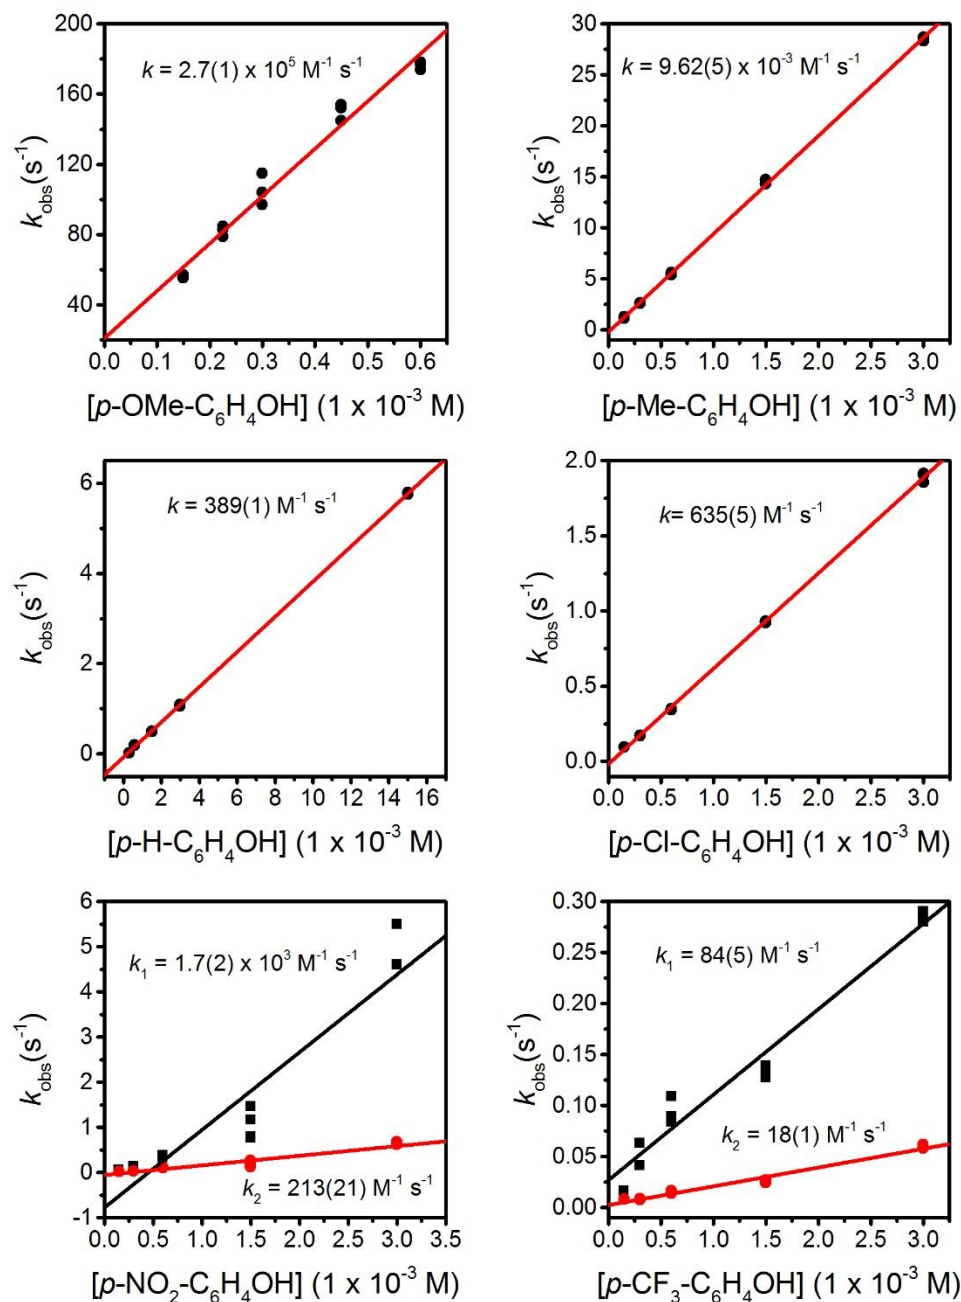 k = 2.7(1) x 10⁵ M⁻¹ s⁻¹
200
160
120
80
40
k_obs(s⁻¹)
0.0 0.1 0.2 0.3 0.4 0.5 0.6
[p-OMe-C₆H₄OH] (1 x 10⁻³ M)
k = 9.62(5) x 10⁻³ M⁻¹ s⁻¹
30
25
20
15
10
5
0
k_obs(s⁻¹)
0.0 0.5 1.0 1.5 2.0 2.5 3.0
[p-Me-C₆H₄OH] (1 x 10⁻³ M)
k = 389(1) M⁻¹ s⁻¹
6
4
2
0
k_obs(s⁻¹)
0 2 4 6 8 10 12 14 16
[p-H-C₆H₄OH] (1 x 10⁻³ M)
k= 635(5) M⁻¹ s⁻¹
2.0
1.5
1.0
0.5
0.0
k_obs(s⁻¹)
0.0 0.5 1.0 1.5 2.0 2.5 3.0
[p-Cl-C₆H₄OH] (1 x 10⁻³ M)
6
5
4
3
2
1
0
-1
k_obs(s⁻¹)
k₁ = 1.7(2) x 10³ M⁻¹ s⁻¹
k₂ = 213(21) M⁻¹ s⁻¹
0.0 0.5 1.0 1.5 2.0 2.5 3.0 3.5
[p-NO₂-C₆H₄OH] (1 x 10⁻³ M)
0.30
0.25
0.20
0.15
0.10
0.05
0.00
k_obs(s⁻¹)
k₁ = 84(5) M⁻¹ s⁻¹
k₂ = 18(1) M⁻¹ s⁻¹
0.0 0.5 1.0 1.5 2.0 2.5 3.0
[p-CF₃-C₆H₄OH] (1 x 10⁻³ M)